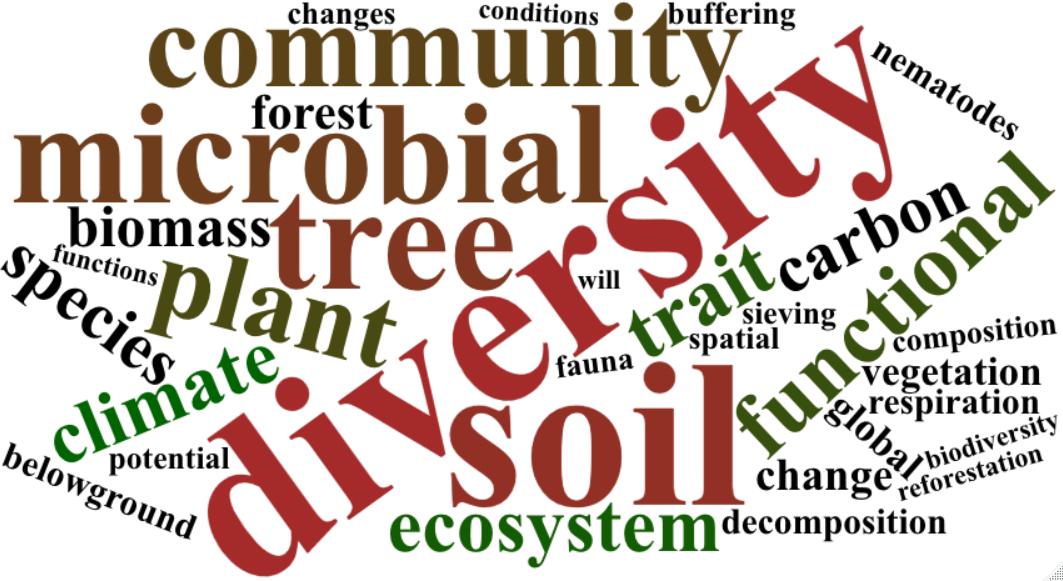 changes
conditions
buffering
community
nematodes
forest
microbial
diversity
biomass
tree
carbon
functional
species
functions
plant
will
trait
sieving
spatial
composition
fauna
climate
vegetation
respiration
global
soil
biodiversity
reforestation
potential
belowground
change
ecosystem
decomposition